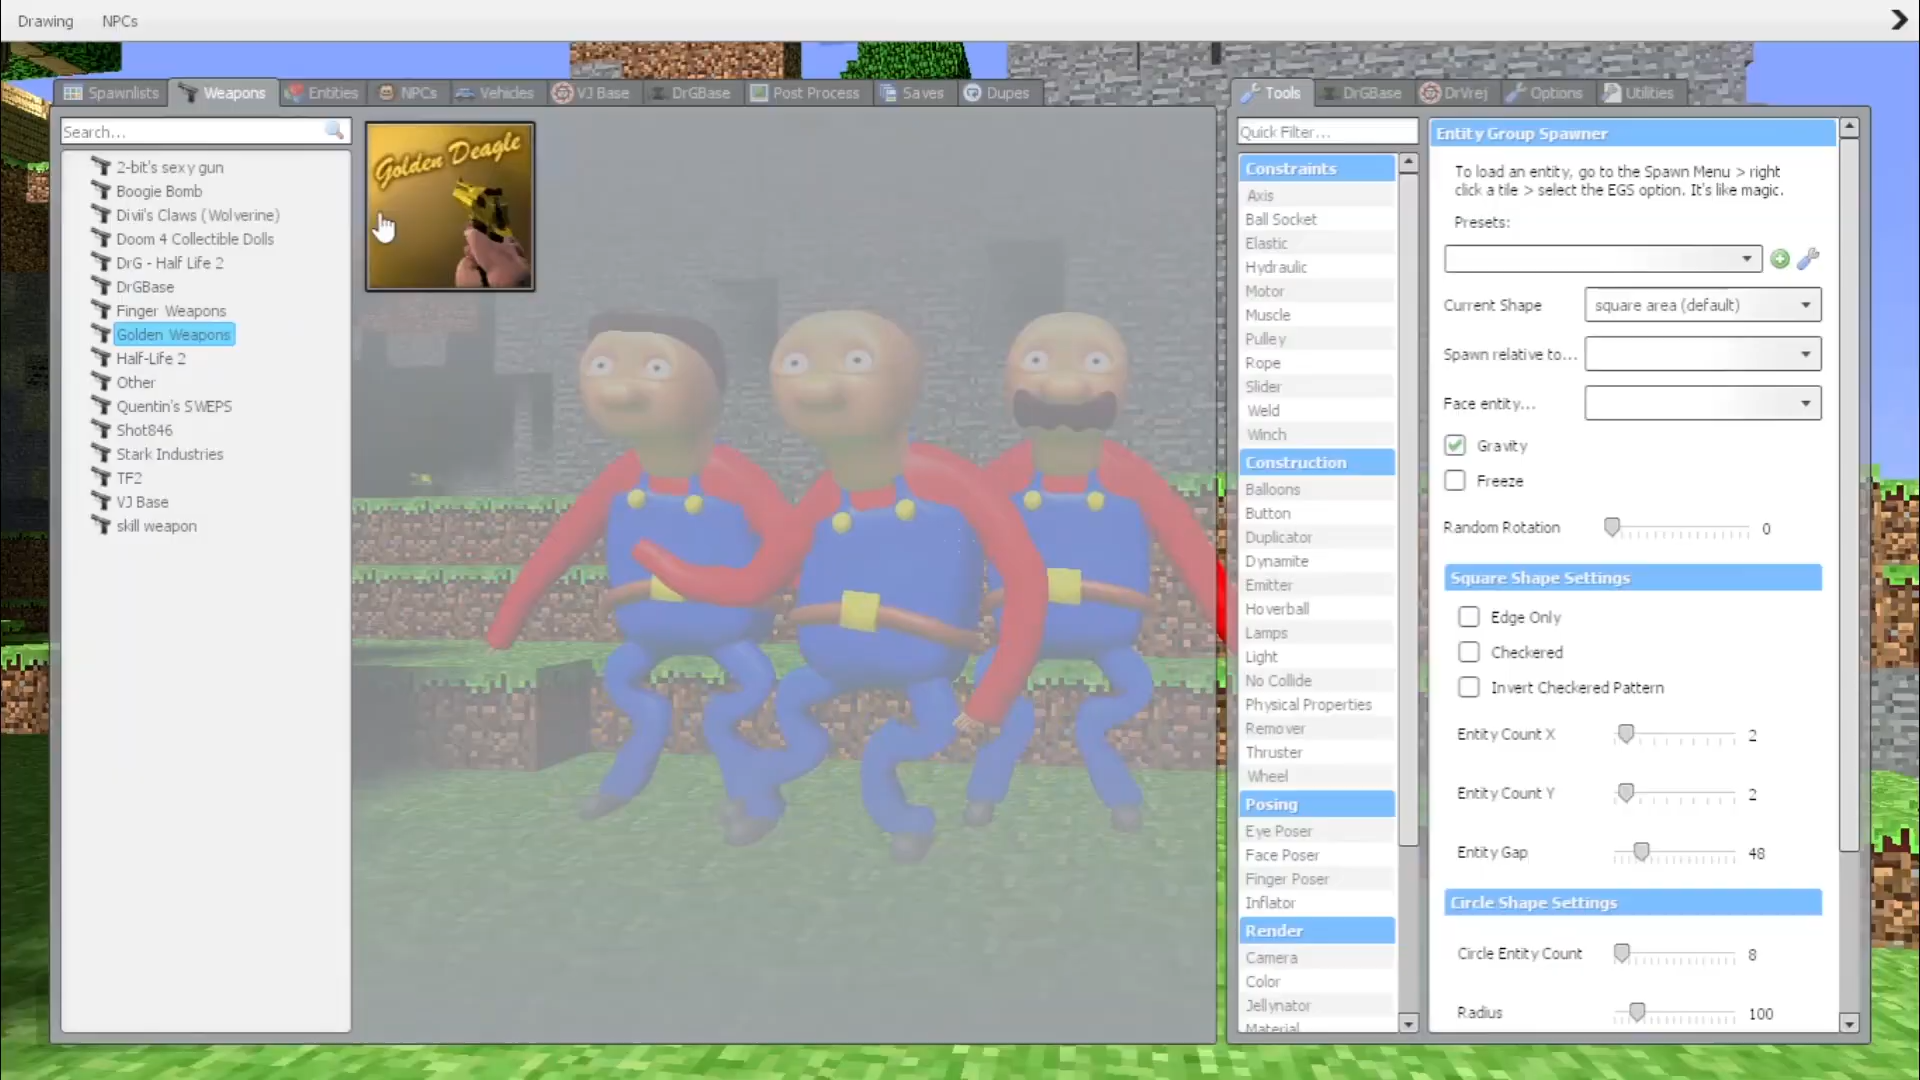 Drawing NPCs
Spawnlists Weapons Entities NPCs Vehicles VJ Base DrGBase Post Process Saves Dupes
Search...
2-bit's sexy gun
Boogie Bomb
Divii's Claws (Wolverine)
Doom 4 Collectible Dolls
DrG - Half Life 2
DrGBase
Finger Weapons
Golden Weapons
Half-Life 2
Other
Quentin's SWEPS
Shot846
Stark Industries
TF2
VJ Base
skill weapon
Golden Deagle
Tools DrGBase DrVrej Options Utilities
Quick Filter...
Constraints
Axis
Ball Socket
Elastic
Hydraulic
Motor
Muscle
Pulley
Rope
Slider
Weld
Winch
Construction
Balloons
Button
Duplicator
Dynamite
Emitter
Hoverball
Lamps
Light
No Collide
Physical Properties
Remover
Thruster
Wheel
Posing
Eye Poser
Face Poser
Finger Poser
Inflator
Render
Camera
Color
Jellynator
Material
Entity Group Spawner
To load an entity, go to the Spawn Menu > right
click a tile > select the EGS option. It's like magic.
Presets:
Current Shape square area (default)
Spawn relative to...
Face entity...
Gravity
Freeze
Random Rotation 0
Square Shape Settings
Edge Only
Checkered
Invert Checkered Pattern
Entity Count X 2
Entity Count Y 2
Entity Gap 48
Circle Shape Settings
Circle Entity Count 8
Radius 100